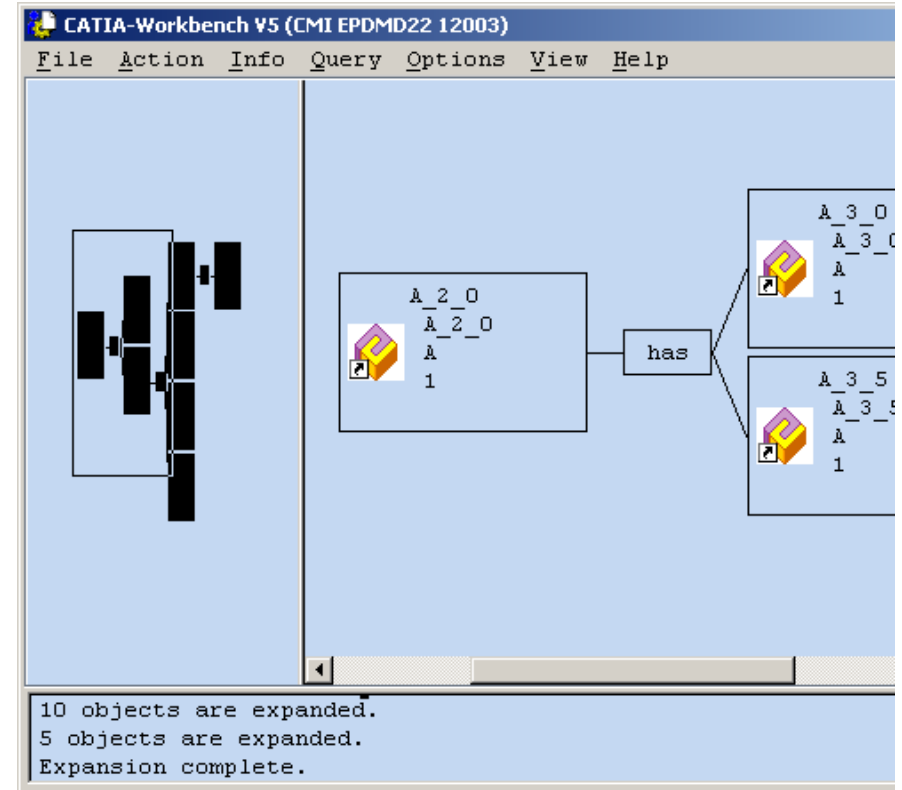 CATIA-Workbench V5 (CMI EPDMD22 12003)
File Action Info Query Options View Help
A_2_0
A_2_0
A
1
has
A_3_0
A_3_0
A
1
A_3_5
A_3_5
A
1
10 objects are expanded.
5 objects are expanded.
Expansion complete.